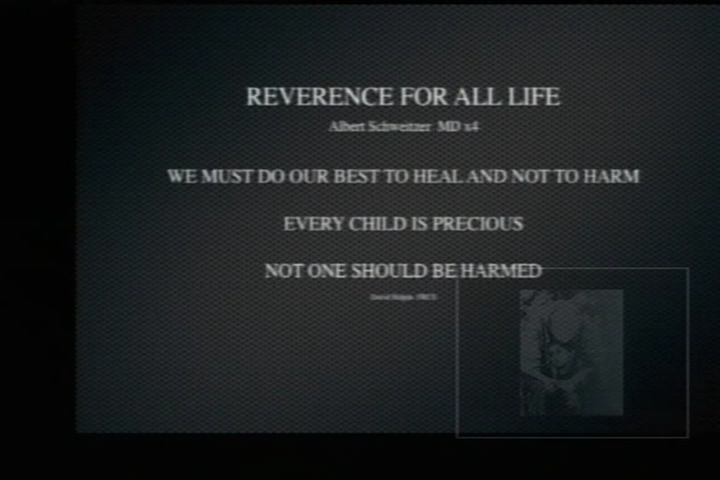 REVERENCE FOR ALL LIFE
Albert Schweitzer MD x4
WE MUST DO OUR BEST TO HEAL AND NOT TO HARM
EVERY CHILD IS PRECIOUS
NOT ONE SHOULD BE HARMED